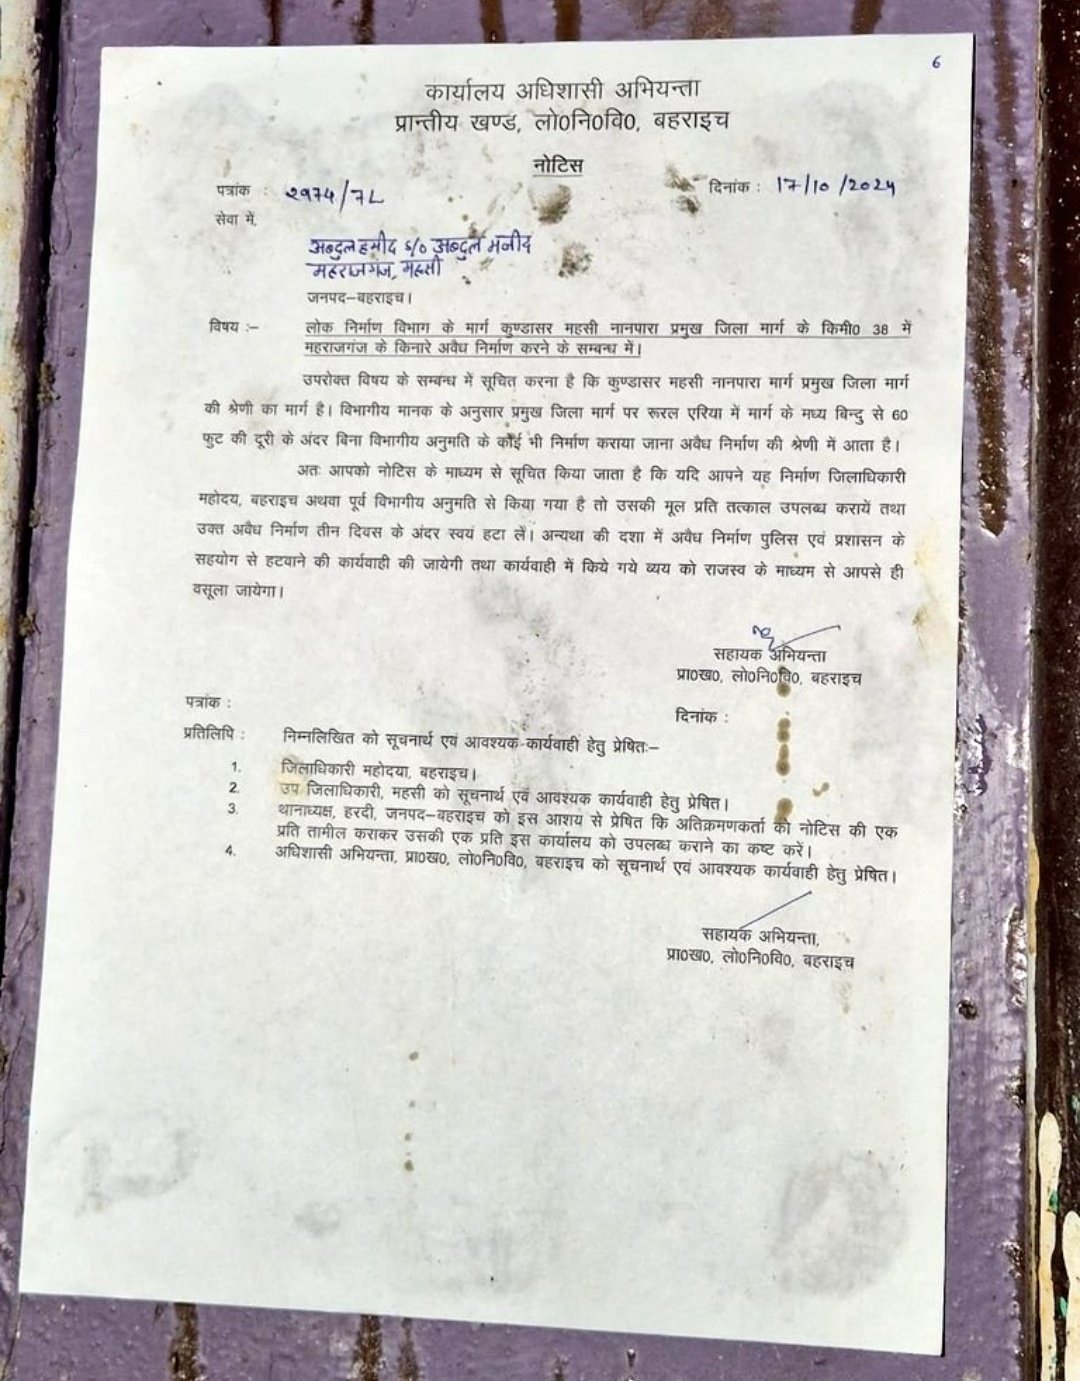 6
कार्यालय अधिशासी अभियन्ता
प्रान्तीय खण्ड, लो0नि0वि0, बहराइच
नोटिस
पत्रांक : २९७५/7L दिनांक : 17/10/2024
सेवा में,
अब्दुल हमीद s/o अब्दुल मजीद
महराजगंज, महसी
जनपद–बहराइच।
विषय :– लोक निर्माण विभाग के मार्ग कुण्डासर महसी नानपारा प्रमुख जिला मार्ग के किमी0 38 में
महराजगंज के किनारे अवैध निर्माण करने के सम्बन्ध में।
उपरोक्त विषय के सम्बन्ध में सूचित करना है कि कुण्डासर महसी नानपारा मार्ग प्रमुख जिला मार्ग
की श्रेणी का मार्ग है। विभागीय मानक के अनुसार प्रमुख जिला मार्ग पर रूरल एरिया में मार्ग के मध्य बिन्दु से 60
फुट की दूरी के अंदर बिना विभागीय अनुमति के कोई भी निर्माण कराया जाना अवैध निर्माण की श्रेणी में आता है।
अतः आपको नोटिस के माध्यम से सूचित किया जाता है कि यदि आपने यह निर्माण जिलाधिकारी
महोदय, बहराइच अथवा पूर्व विभागीय अनुमति से किया गया है तो उसकी मूल प्रति तत्काल उपलब्ध करायें तथा
उक्त अवैध निर्माण तीन दिवस के अंदर स्वयं हटा लें। अन्यथा की दशा में अवैध निर्माण पुलिस एवं प्रशासन के
सहयोग से हटवाने की कार्यवाही की जायेगी तथा कार्यवाही में किये गये व्यय को राजस्व के माध्यम से आपसे ही
वसूला जायेगा।
सहायक अभियन्ता
प्रा0ख0, लो0नि0वि0, बहराइच
पत्रांक : दिनांक :
प्रतिलिपि : निम्नलिखित को सूचनार्थ एवं आवश्यक कार्यवाही हेतु प्रेषितः–
1. जिलाधिकारी महोदया, बहराइच।
2. उप जिलाधिकारी, महसी को सूचनार्थ एवं आवश्यक कार्यवाही हेतु प्रेषित।
3. थानाध्यक्ष, हरदी, जनपद–बहराइच को इस आशय से प्रेषित कि अतिक्रमणकर्ता को नोटिस की एक
प्रति तामील कराकर उसकी एक प्रति इस कार्यालय को उपलब्ध कराने का कष्ट करें।
4. अधिशासी अभियन्ता, प्रा0ख0, लो0नि0वि0, बहराइच को सूचनार्थ एवं आवश्यक कार्यवाही हेतु प्रेषित।
सहायक अभियन्ता,
प्रा0ख0, लो0नि0वि0, बहराइच